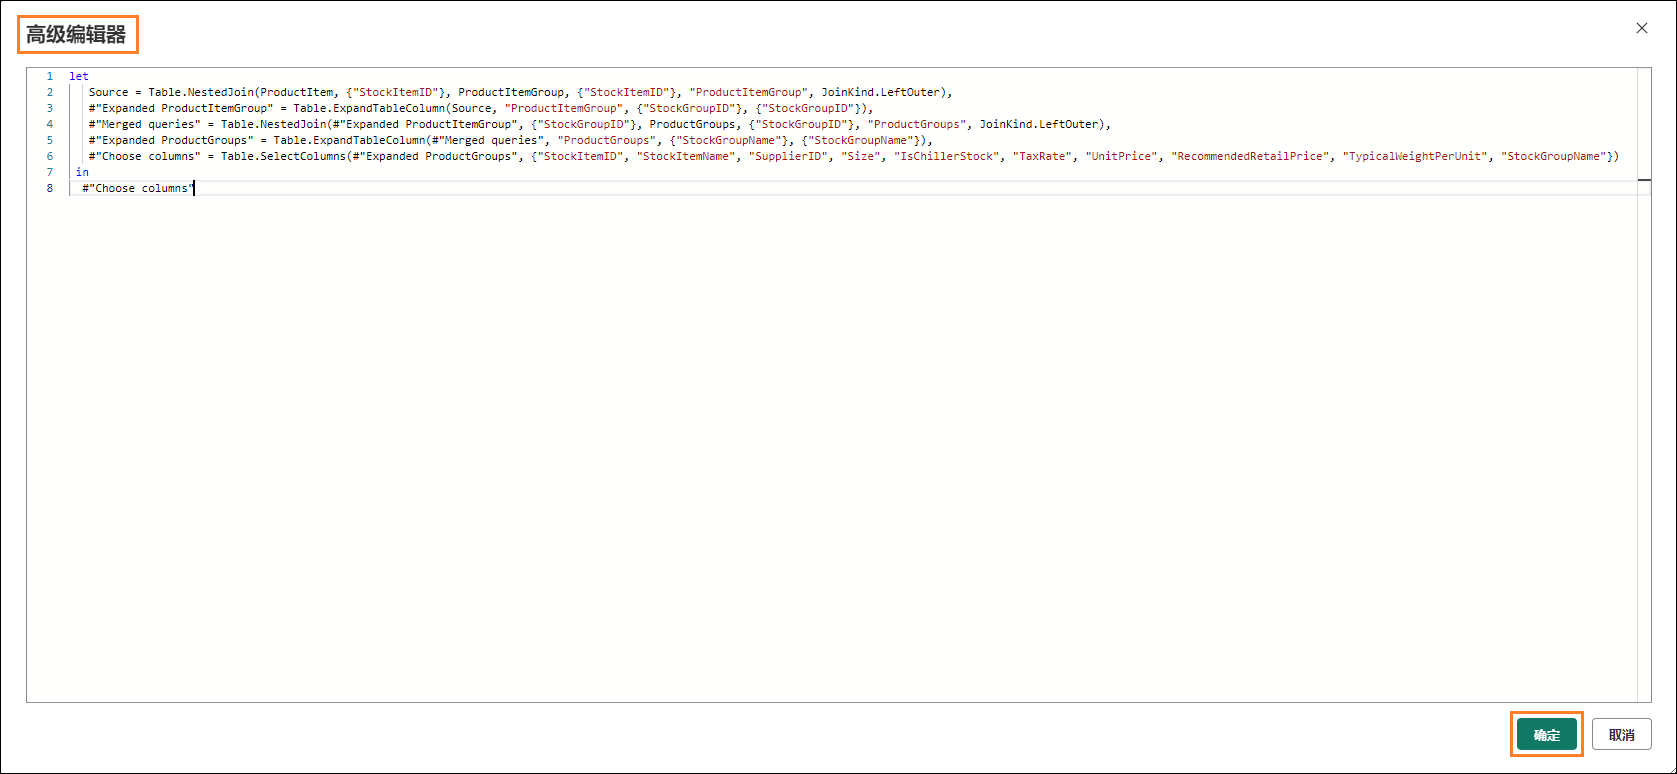 高级编辑器
1 let
2 Source = Table.NestedJoin(ProductItem, {"StockItemID"}, ProductItemGroup, {"StockItemID"}, "ProductItemGroup", JoinKind.LeftOuter),
3 #"Expanded ProductItemGroup" = Table.ExpandTableColumn(Source, "ProductItemGroup", {"StockGroupID"}, {"StockGroupID"}),
4 #"Merged queries" = Table.NestedJoin(#"Expanded ProductItemGroup", {"StockGroupID"}, ProductGroups, {"StockGroupID"}, "ProductGroups", JoinKind.LeftOuter),
5 #"Expanded ProductGroups" = Table.ExpandTableColumn(#"Merged queries", "ProductGroups", {"StockGroupName"}, {"StockGroupName"}),
6 #"Choose columns" = Table.SelectColumns(#"Expanded ProductGroups", {"StockItemID", "StockItemName", "SupplierID", "Size", "IsChillerStock", "TaxRate", "UnitPrice", "RecommendedRetailPrice", "TypicalWeightPerUnit", "StockGroupName"})
7 in
8 #"Choose columns"
确定 取消